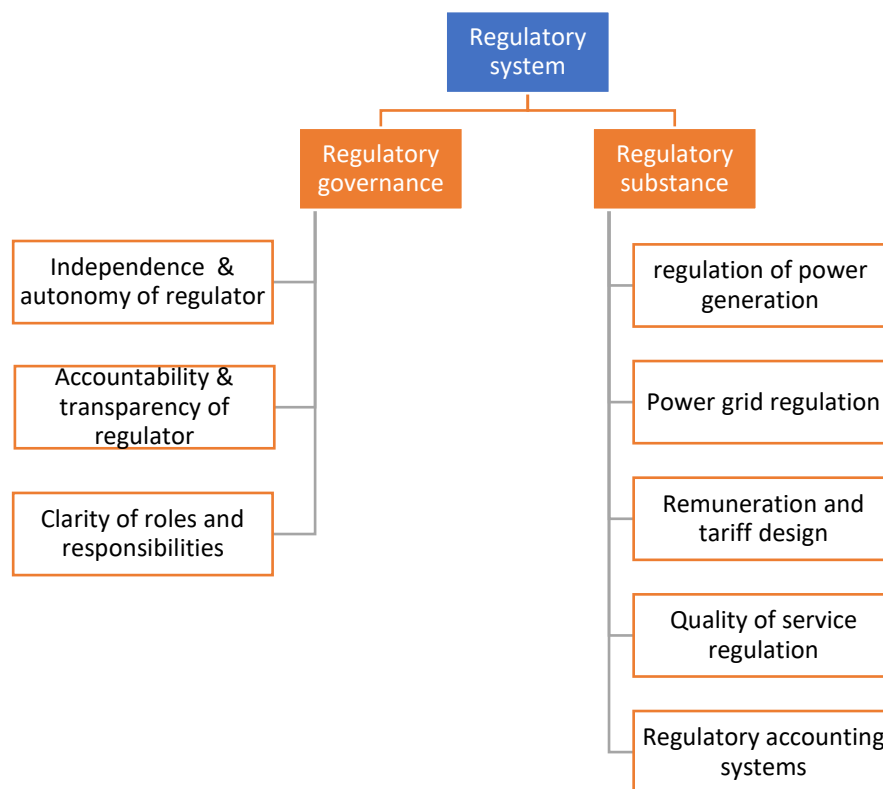 Regulatory
system
Regulatory
governance
Regulatory
substance
Independence & 
autonomy of regulator
Accountability &
transparency of
regulator
Clarity of roles and
responsibilities
regulation of power
generation
Power grid regulation
Remuneration and
tariff design
Quality of service
regulation
Regulatory accounting
systems